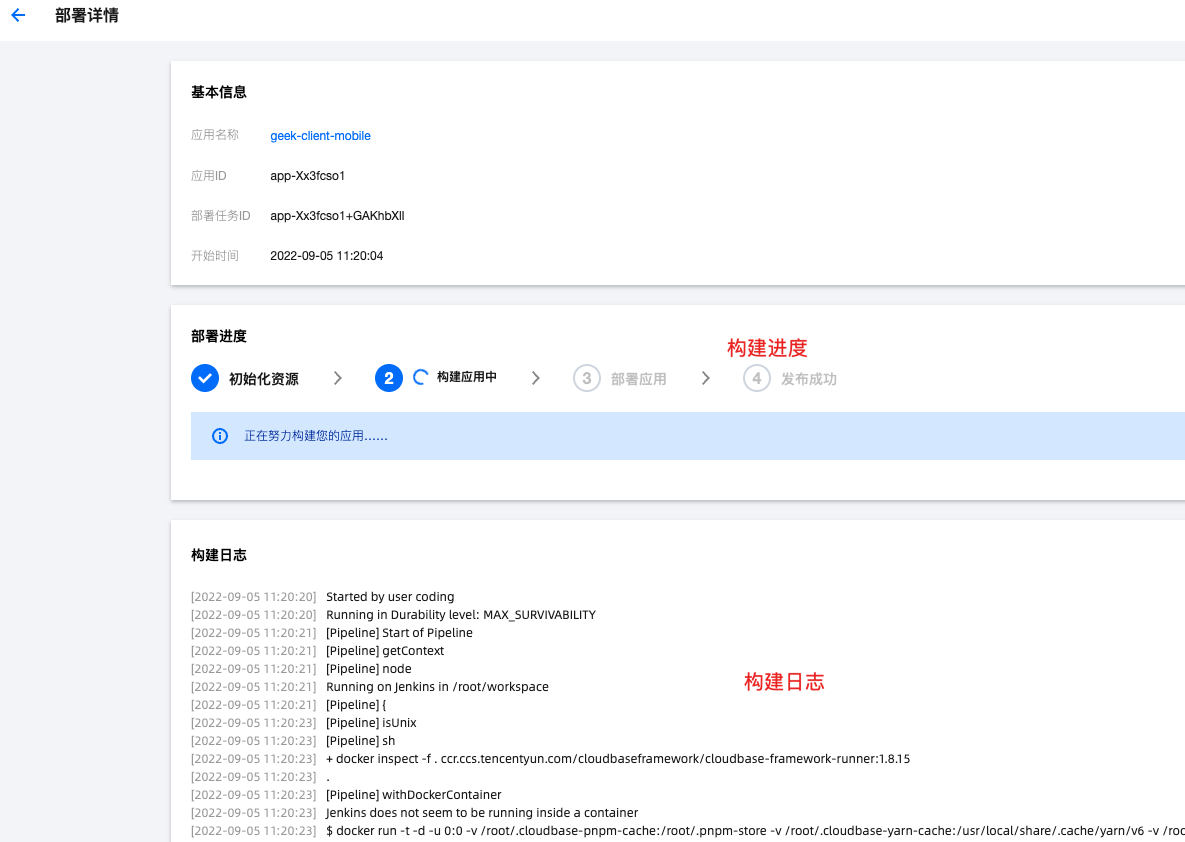 部署详情
基本信息
应用名称 geek-client-mobile
应用ID app-Xx3fcso1
部署任务ID app-Xx3fcso1+GAKhbXll
开始时间 2022-09-05 11:20:04
部署进度
构建进度
初始化资源 2 构建应用中 3 部署应用 4 发布成功
正在努力构建您的应用......
构建日志
[2022-09-05 11:20:20] Started by user coding
[2022-09-05 11:20:20] Running in Durability level: MAX_SURVIVABILITY
[2022-09-05 11:20:21] [Pipeline] Start of Pipeline
[2022-09-05 11:20:21] [Pipeline] getContext
[2022-09-05 11:20:21] [Pipeline] node
[2022-09-05 11:20:21] Running on Jenkins in /root/workspace
构建日志
[2022-09-05 11:20:21] [Pipeline] {
[2022-09-05 11:20:23] [Pipeline] isUnix
[2022-09-05 11:20:23] [Pipeline] sh
[2022-09-05 11:20:23] + docker inspect -f . ccr.ccs.tencentyun.com/cloudbaseframework/cloudbase-framework-runner:1.8.15
[2022-09-05 11:20:23] .
[2022-09-05 11:20:23] [Pipeline] withDockerContainer
[2022-09-05 11:20:23] Jenkins does not seem to be running inside a container
[2022-09-05 11:20:23] $ docker run -t -d -u 0:0 -v /root/.cloudbase-pnpm-cache:/root/.pnpm-store -v /root/.cloudbase-yarn-cache:/usr/local/share/.cache/yarn/v6 -v /roo